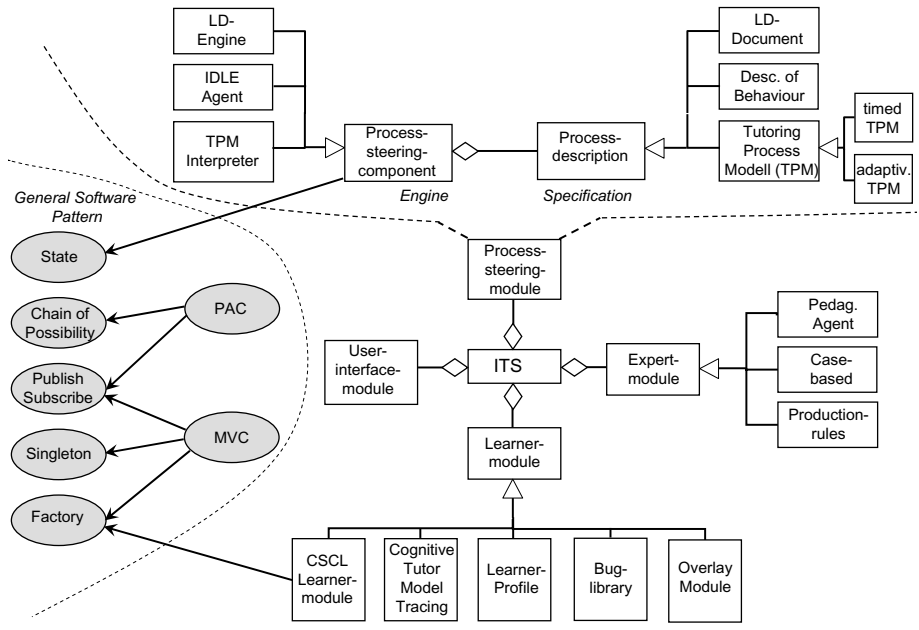 LD-
Engine
IDLE
Agent
TPM
Interpreter
Process-
steering-
component
Engine
Process-
description
Specification
LD-
Document
Desc. of
Behaviour
Tutoring
Process
Modell (TPM)
timed
TPM
adaptiv.
TPM
General Software
Pattern
State
Chain of
Possibility
Publish
Subscribe
Singleton
Factory
PAC
MVC
Process-
steering-
module
User-
interface-
module
ITS
Expert-
module
Pedag.
Agent
Case-
based
Production-
rules
Learner-
module
CSCL
Learner-
module
Cognitive
Tutor
Model
Tracing
Learner-
Profile
Bug-
library
Overlay
Module